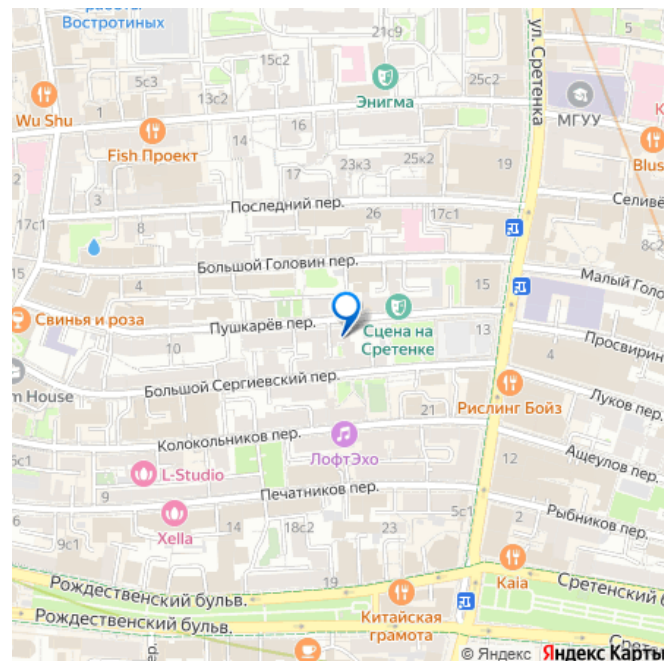 работы
Востротиных
21с9
ул. Сретенка
15с2
5с3
25с2
Энигма
МГУУ
Wu Shu
1
13с2
14
16
Fish Проект
Blus
23к3
25к2
19
3
17
17с1
Последний пер.
26
17с1
Селивё
13
8с2
15
4
Большой Головин пер.
15
Малый Голо
Свинья и роза
Пушкарёв пер.
Сцена на
Сретенке
13
Просвирин
10
4
m House
Большой Сергиевский пер.
Рислинг Бойз
Луков пер.
21
Колокольников пер.
ЛофтЭхо
Ащеулов пер.
12
L-Studio
9
Печатников пер.
Рыбников пер.
Xella
14
18с2
23
5с1
2
9с1
19
Kaia
Рождественский бульв.
Сретенский б
Китайская
грамота
Рождественский бульв.
© Яндекс Яндекс Карты